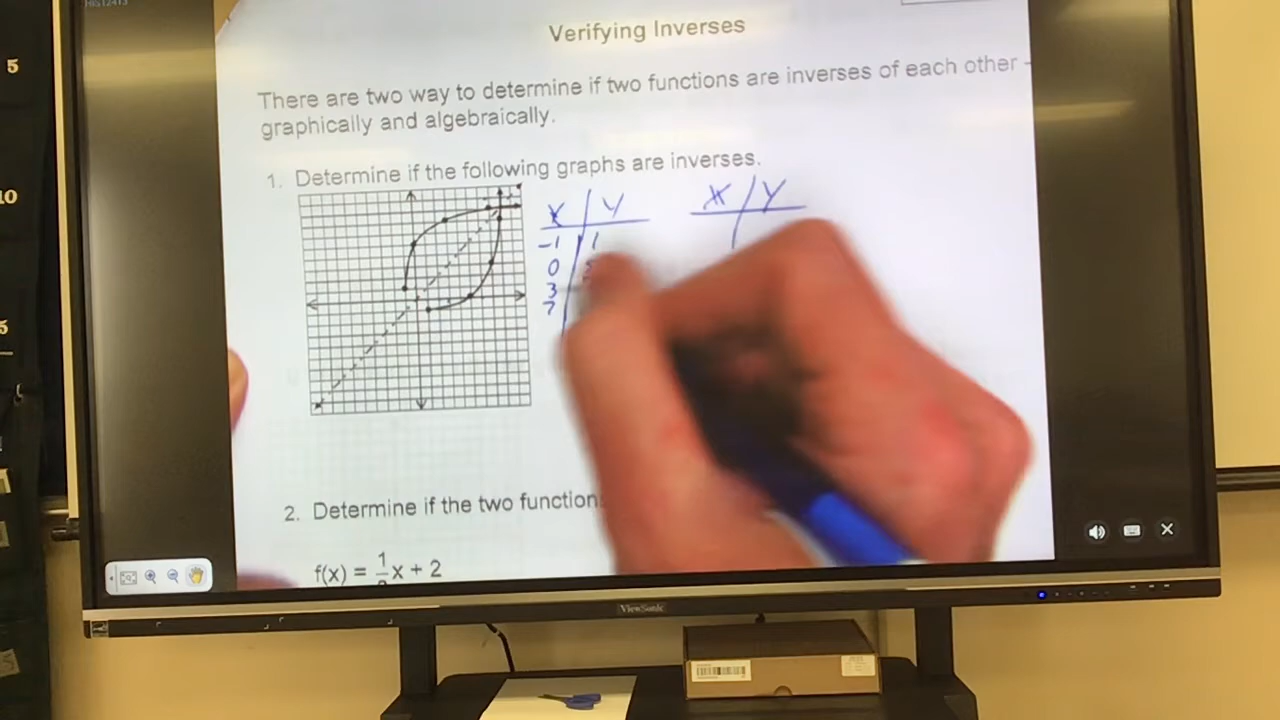 Verifying Inverses
There are two way to determine if two functions are inverses of each other -
graphically and algebraically.
1. Determine if the following graphs are inverses.
X Y
-1 1
0
3
7
X Y
2. Determine if the two function
f(x) = x + 2
ViewSonic
5
10
5